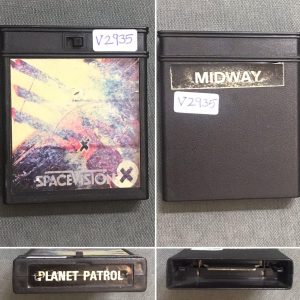 V2935
SPACEVISION
MIDWAY
V2935
PLANET PATROL